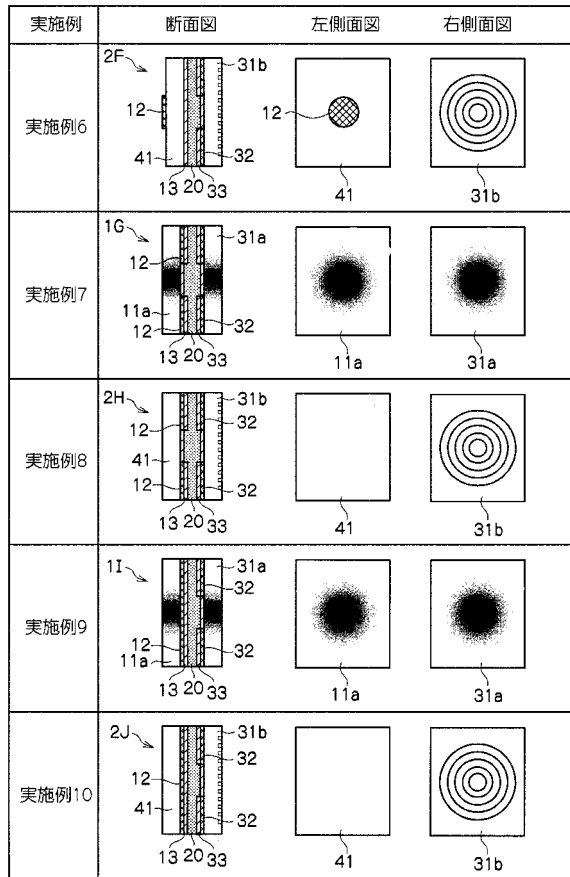 実施例 断面図 左側面図 右側面図
実施例6
2F 31b
12 12
41 32
13 20 33 41 31b
実施例7
1G 31a
12
11a
12 32
13 20 33 11a 31a
実施例8
2H 31b
12 32
41
12 32
13 20 33 41 31b
実施例9
1I 31a
32
12
11a 32
13 20 33 11a 31a
実施例10
2J 31b
12 32
41 32
13 20 33 41 31b